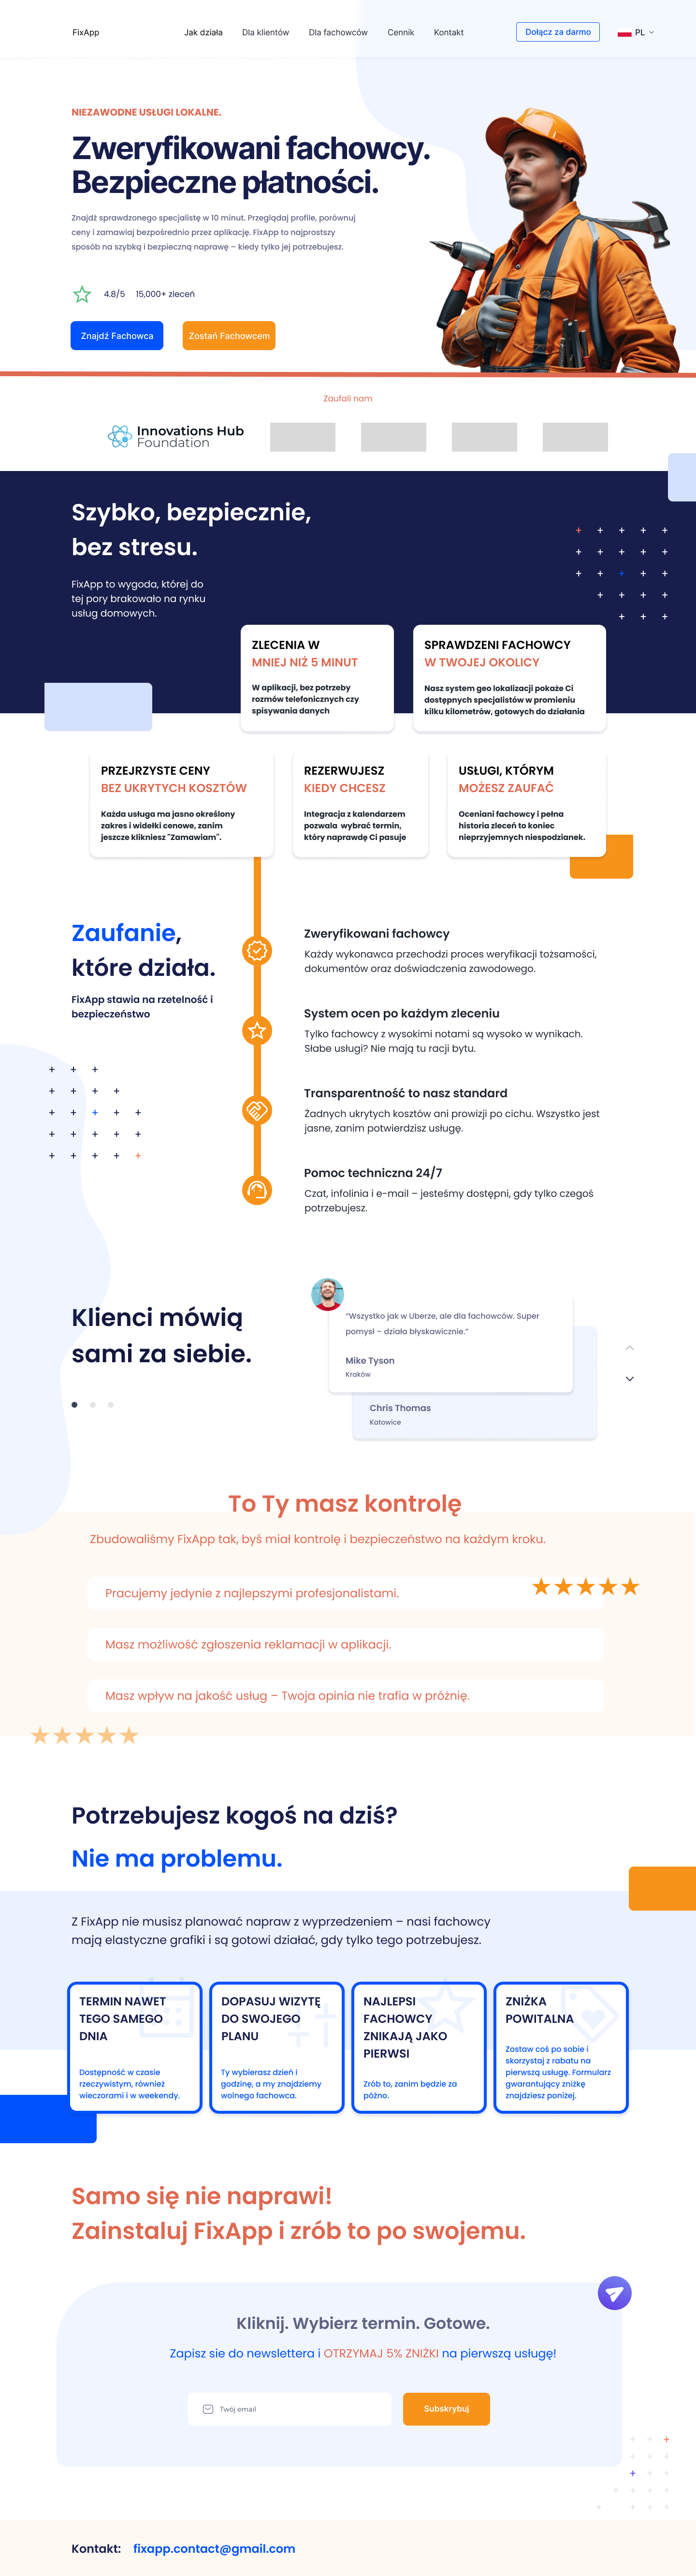 FixApp
Jak działa
Dla klientów
Dla fachowców
Cennik
Kontakt
Dołącz za darmo
PL
NIEZAWODNE USŁUGI LOKALNE.
Zweryfikowani fachowcy.
Bezpieczne płatności.
Znajdź sprawdzonego specjalistę w 10 minut. Przeglądaj profile, porównuj
ceny i zamawiaj bezpośrednio przez aplikację. FixApp to najprostszy
sposób na szybką i bezpieczną naprawę – kiedy tylko jej potrzebujesz.
4.8/5
15,000+ zleceń
Znajdź Fachowca
Zostań Fachowcem
Zaufali nam
Innovations Hub
Foundation
Szybko, bezpiecznie,
bez stresu.
FixApp to wygoda, której do
tej pory brakowało na rynku
usług domowych.
ZLECENIA W
MNIEJ NIŻ 5 MINUT
W aplikacji, bez potrzeby
rozmów telefonicznych czy
spisywania danych
SPRAWDZENI FACHOWCY
W TWOJEJ OKOLICY
Nasz system geo lokalizacji pokaże Ci
dostępnych specjalistów w promieniu
kilku kilometrów, gotowych do działania
PRZEJRZYSTE CENY
BEZ UKRYTYCH KOSZTÓW
Każda usługa ma jasno określony
zakres i widełki cenowe, zanim
jeszcze klikniesz "Zamawiam".
REZERWUJESZ
KIEDY CHCESZ
Integracja z kalendarzem
pozwala wybrać termin,
który naprawdę Ci pasuje
USŁUGI, KTÓRYM
MOŻESZ ZAUFAĆ
Oceniani fachowcy i pełna
historia zleceń to koniec
nieprzyjemnych niespodzianek.
Zaufanie,
które działa.
FixApp stawia na rzetelność i
bezpieczeństwo
Zweryfikowani fachowcy
Każdy wykonawca przechodzi proces weryfikacji tożsamości,
dokumentów oraz doświadczenia zawodowego.
System ocen po każdym zleceniu
Tylko fachowcy z wysokimi notami są wysoko w wynikach.
Słabe usługi? Nie mają tu racji bytu.
Transparentność to nasz standard
Żadnych ukrytych kosztów ani prowizji po cichu. Wszystko jest
jasne, zanim potwierdzisz usługę.
Pomoc techniczna 24/7
Czat, infolinia i e-mail – jesteśmy dostępni, gdy tylko czegoś
potrzebujesz.
Klienci mówią
sami za siebie.
"Wszystko jak w Uberze, ale dla fachowców. Super
pomysł – działa błyskawicznie."
Mike Tyson
Kraków
Chris Thomas
Katowice
To Ty masz kontrolę
Zbudowaliśmy FixApp tak, byś miał kontrolę i bezpieczeństwo na każdym kroku.
Pracujemy jedynie z najlepszymi profesjonalistami.
Masz możliwość zgłoszenia reklamacji w aplikacji.
Masz wpływ na jakość usług – Twoja opinia nie trafia w próżnię.
Potrzebujesz kogoś na dziś?
Nie ma problemu.
Z FixApp nie musisz planować napraw z wyprzedzeniem – nasi fachowcy
mają elastyczne grafiki i są gotowi działać, gdy tylko tego potrzebujesz.
TERMIN NAWET
TEGO SAMEGO
DNIA
Dostępność w czasie
rzeczywistym, również
wieczorami i w weekendy.
DOPASUJ WIZYTĘ
DO SWOJEGO
PLANU
Ty wybierasz dzień i
godzinę, a my znajdziemy
wolnego fachowca.
NAJLEPSI
FACHOWCY
ZNIKAJĄ JAKO
PIERWSI
Zrób to, zanim będzie za
późno.
ZNIŻKA
POWITALNA
Zostaw coś po sobie i
skorzystaj z rabatu na
pierwszą usługę. Formularz
gwarantujący zniżkę
znajdziesz poniżej.
Samo się nie naprawi!
Zainstaluj FixApp i zrób to po swojemu.
Kliknij. Wybierz termin. Gotowe.
Zapisz sie do newslettera i OTRZYMAJ 5% ZNIŻKI na pierwszą usługę!
Twój email
Subskrybuj
Kontakt: fixapp.contact@gmail.com